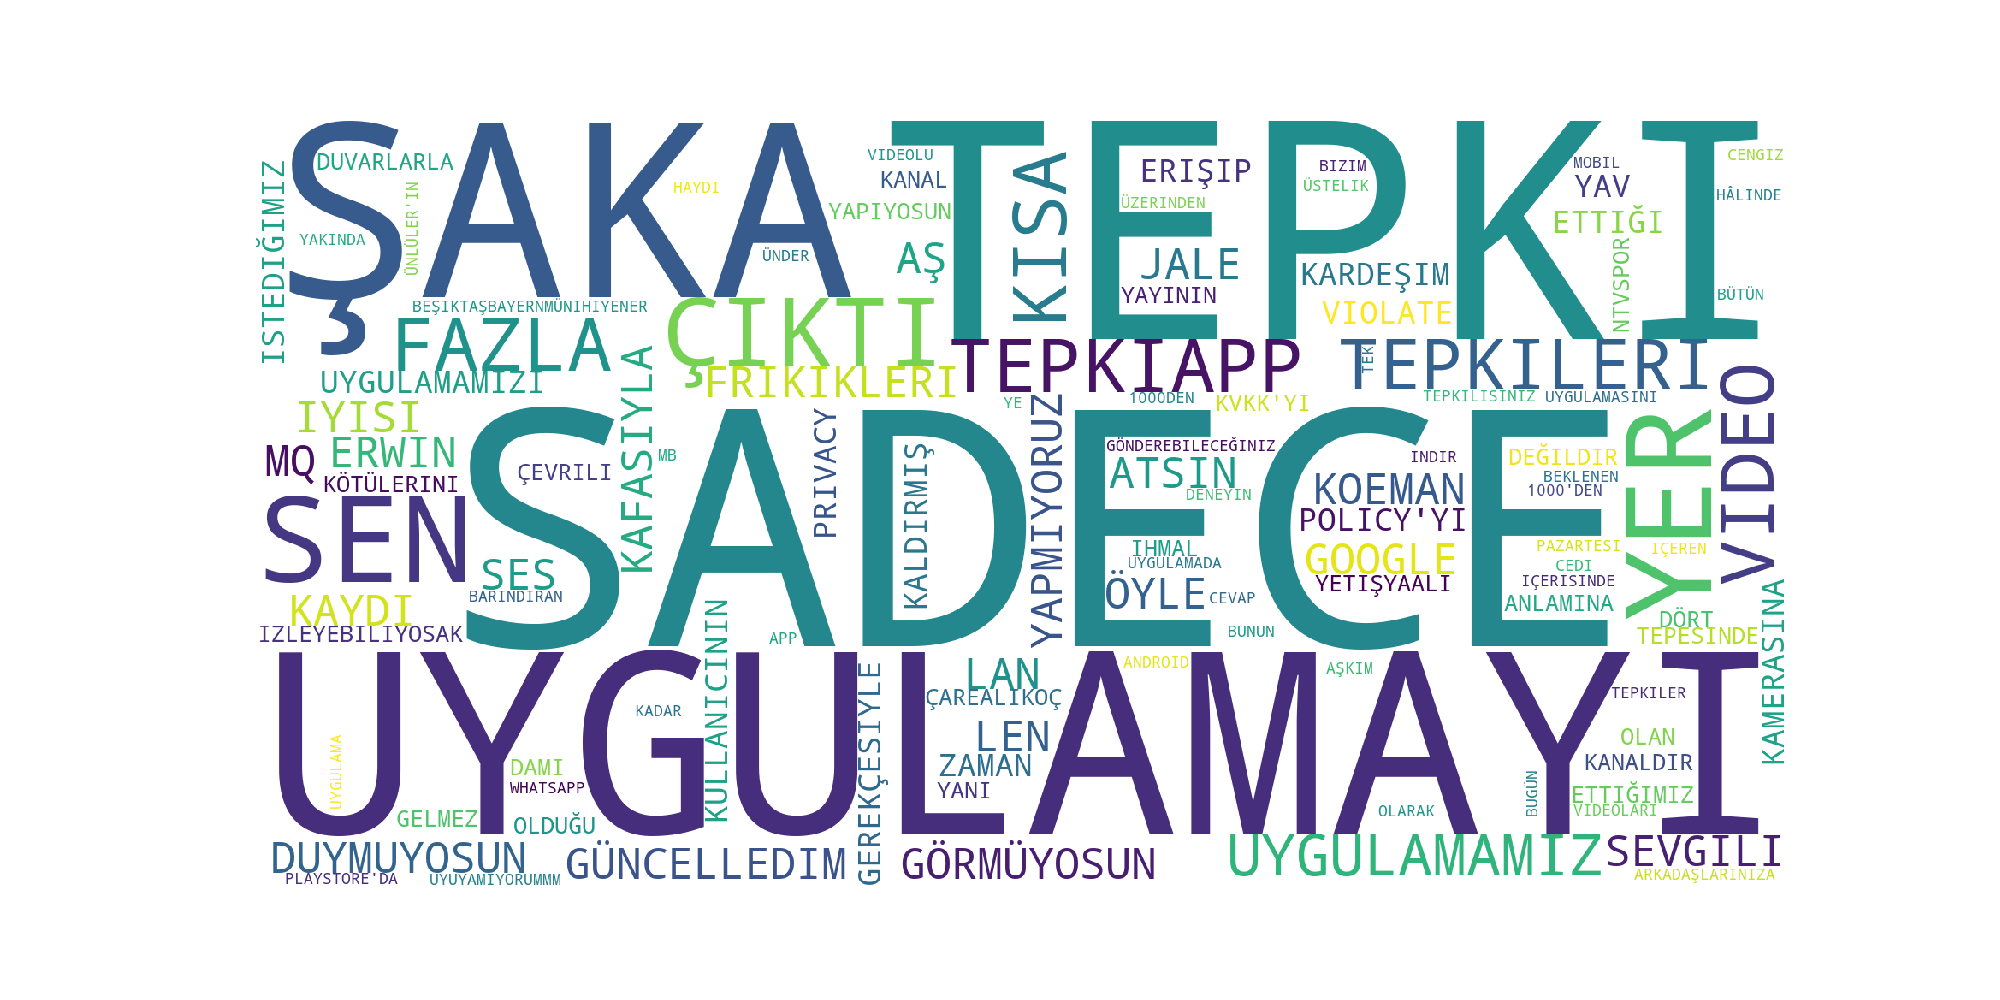 ŞAKA
TEPKI
DUVARLARLA
ISTEDIĞIMIZ
YAKINDA
ÜNLÜLER'IN
HAYDI
ÜNDER
VIDEOLU
KANAL
YAPIYOSUN
AŞ
KISA
ERIŞIP
ÜZERINDEN
JALE
YAYININ
BIZIM
ÜSTELIK
KARDEŞIM
VIOLATE
MOBIL
YAV
ETTIĞI
NTVSPOR
CENGIZ
HÂLINDE
BÜTÜN
BEŞIKTAŞBAYERNMÜNIHIYENER
FAZLA
ÇIKTI
UYGULAMAMIZI
FRIKIKLERI
TEPKIAPP
TEK
TEPKILERI
VIDEO
IYISI
KAFASIYLA
YE
1000DEN
KVKK'YI
TEPKILISINIZ
UYGULAMASINI
MQ
ERWIN
KÖTÜLERINI
ÇEVRILI
MB
PRIVACY
KALDIRMIŞ
YAPMIYORUZ
GÖNDEREBILECEĞINIZ
ATSIN
DENEYIN
KOEMAN
INDIR
DEĞILDIR
BEKLENEN
1000'DEN
YER
SEN
SADECE
POLICY'YI
SES
BARINDIRAN
IHMAL
UYGULAMADA
GOOGLE
PAZARTESI
IÇEREN
CEDI
YETIŞYAALI
IÇERISINDE
ÖYLE
CEVAP
ANLAMINA
KAYDI
IZLEYEBILIYOSAK
APP
BUNUN
DÖRT
TEPESINDE
KAMERASINA
UYGULAMAYI
KULLANICININ
GEREKÇESIYLE
LAN
ANDROID
AŞKIM
ÇAREALIKOÇ
TEPKILER
KADAR
LEN
OLAN
UYGULAMA
DAMI
ZAMAN
KANALDIR
WHATSAPP
YANI
BUGÜN
ETTIĞIMIZ
GELMEZ
OLDUĞU
OLARAK
VIDEOLARI
DUYMUYOSUN
GÜNCELLEDIM
GÖRMÜYOSUN
UYGULAMAMIZ
SEVGILI
PLAYSTORE'DA
UYUYAMIYORUMMM
ARKADAŞLARINIZA